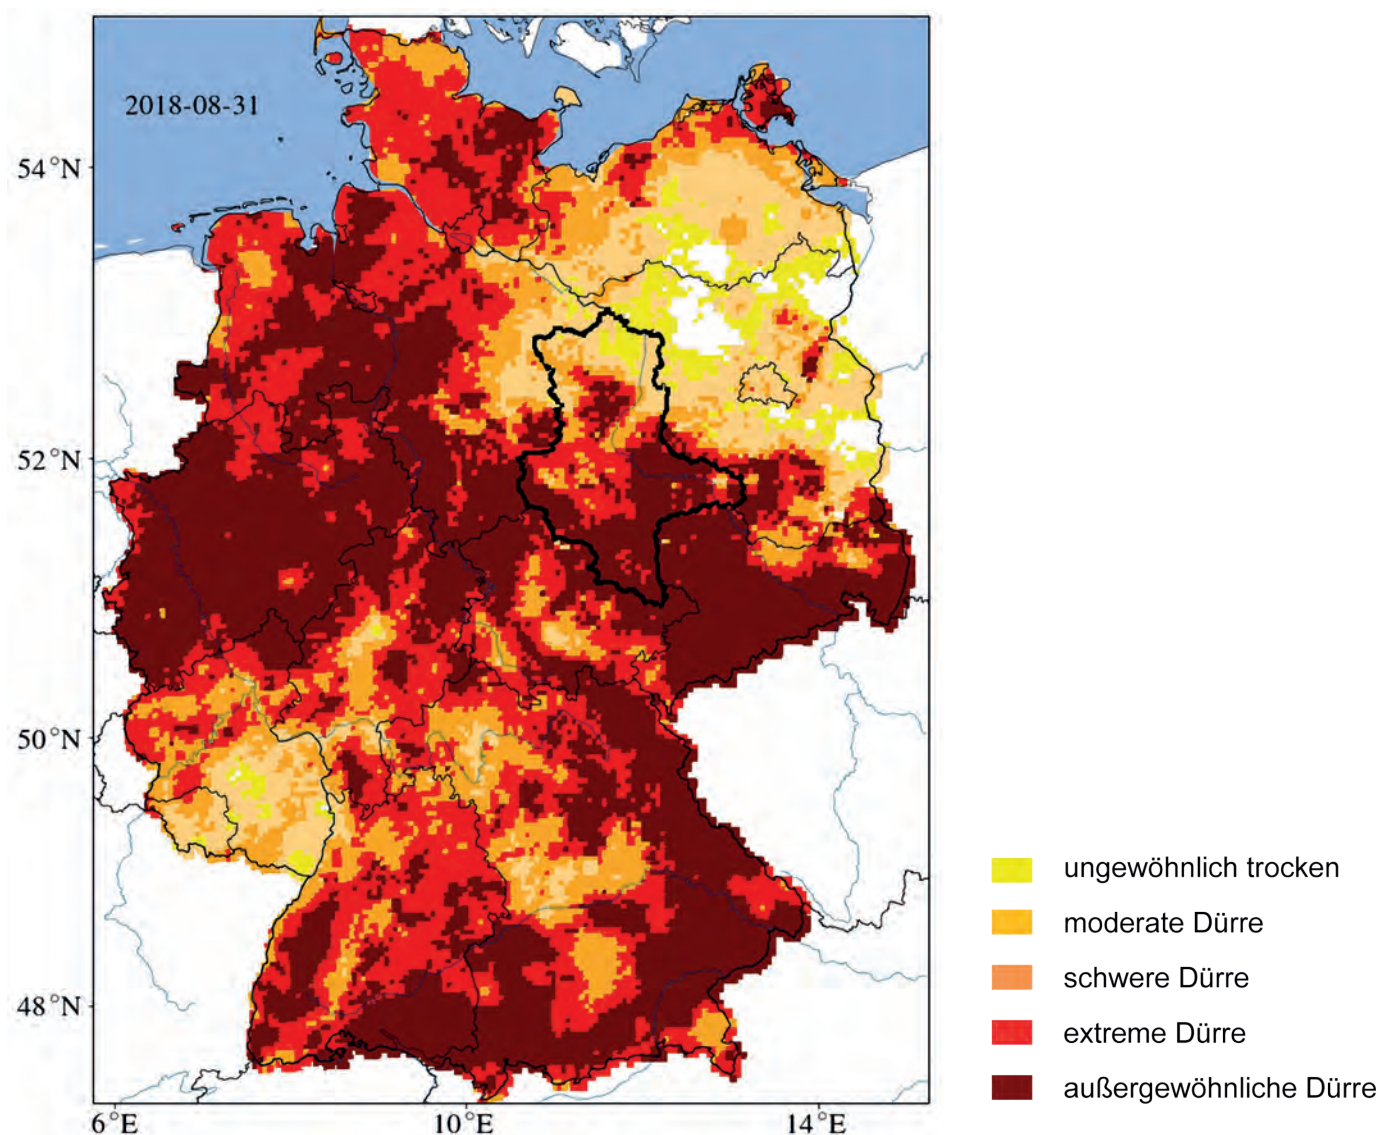 2018-08-31
54°N
52°N
50°N
48°N
6°E
10°E
14°E
ungewöhnlich trocken
moderate Dürre
schwere Dürre
extreme Dürre
außergewöhnliche Dürre